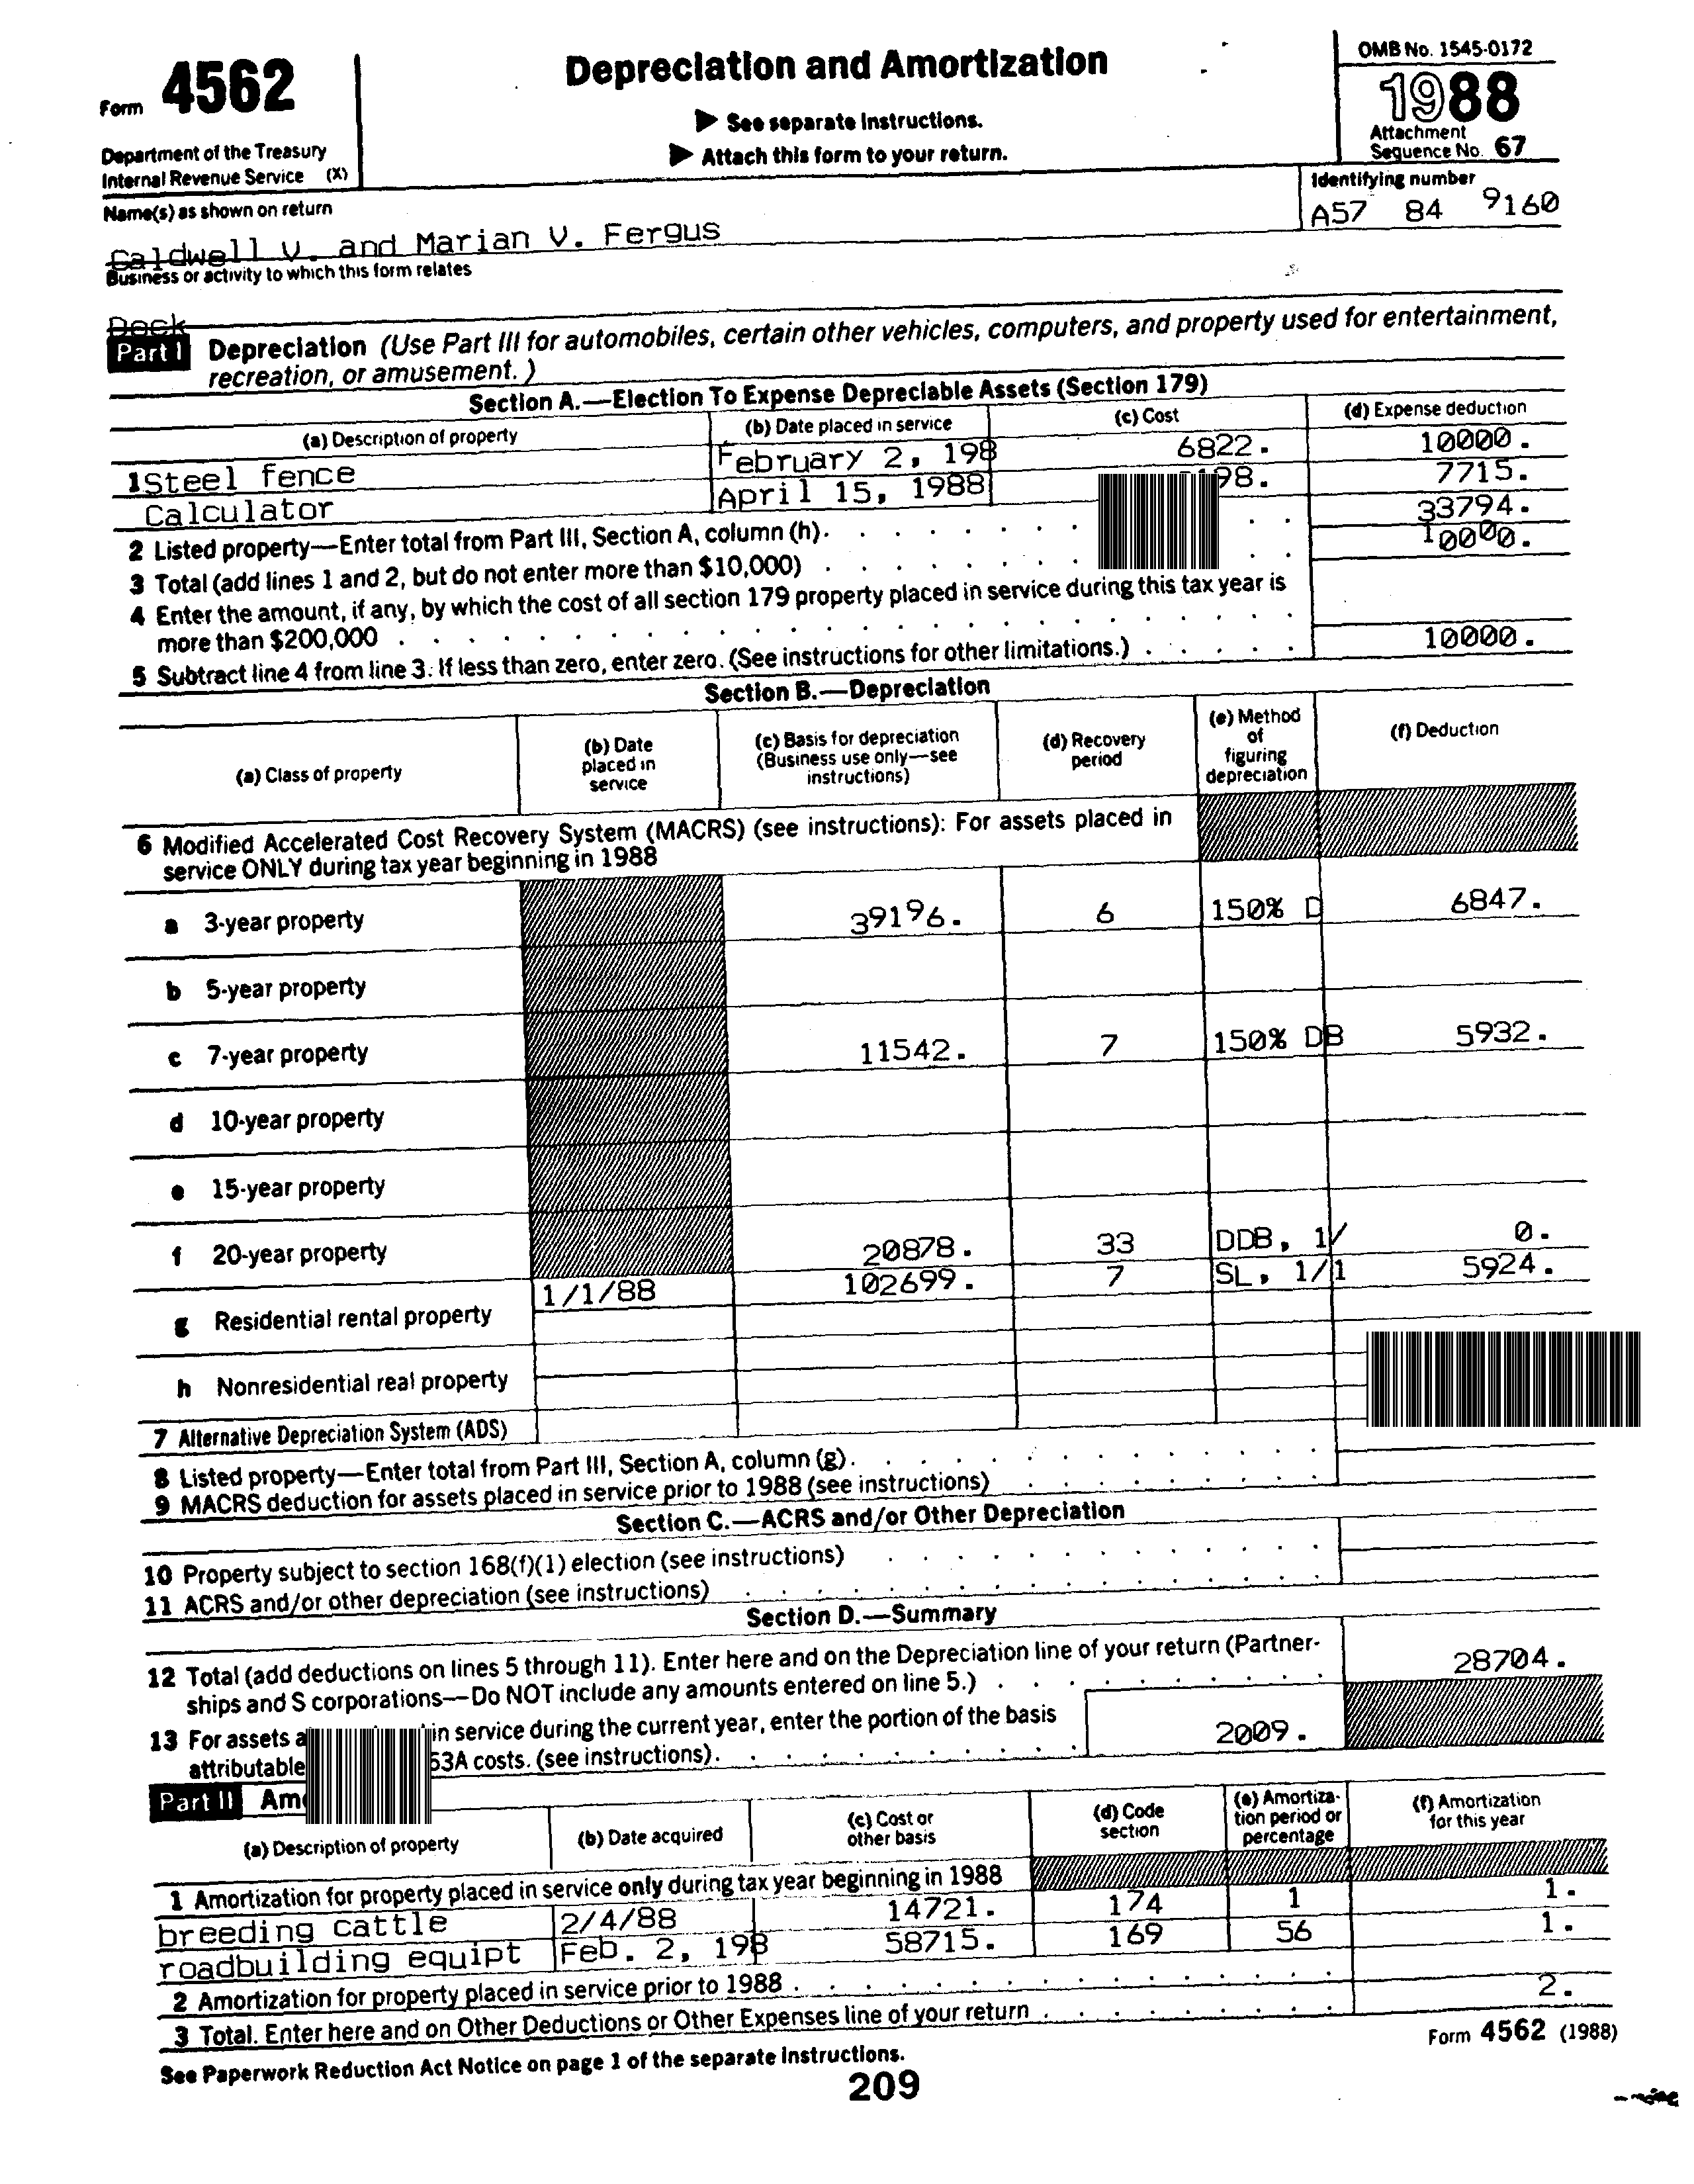 Form 4562
Department of the Treasury
Internal Revenue Service (X)
Depreciation and Amortization
▶ See separate Instructions.
▶ Attach this form to your return.
OMB No. 1545-0172
1988
Attachment
Sequence No. 67
Name(s) as shown on return
Identifying number
Caldwell V. and Marian V. Fergus
A57 84 9160
Business or activity to which this form relates
Dock
Part I Depreciation (Use Part III for automobiles, certain other vehicles, computers, and property used for entertainment,
recreation, or amusement.)
Section A.—Election To Expense Depreciable Assets (Section 179)
(a) Description of property (b) Date placed in service (c) Cost (d) Expense deduction
1 Steel fence February 2, 198 6822. 10000.
Calculator April 15, 1988 198. 7715.
2 Listed property—Enter total from Part III, Section A, column (h). 33794.
3 Total (add lines 1 and 2, but do not enter more than $10,000) 10000.
4 Enter the amount, if any, by which the cost of all section 179 property placed in service during this tax year is
more than $200,000
5 Subtract line 4 from line 3. If less than zero, enter zero. (See instructions for other limitations.) 10000.
Section B.—Depreciation
(a) Class of property
(b) Date
placed in
service
(c) Basis for depreciation
(Business use only—see
instructions)
(d) Recovery
period
(e) Method
of
figuring
depreciation
(f) Deduction
6 Modified Accelerated Cost Recovery System (MACRS) (see instructions): For assets placed in
service ONLY during tax year beginning in 1988
a 3-year property 39196. 6 150% D 6847.
b 5-year property
c 7-year property 11542. 7 150% DB 5932.
d 10-year property
e 15-year property
f 20-year property 20878. 33 DDB, 1/ 0.
g Residential rental property 1/1/88 102699. 7 SL, 1/1 5924.
h Nonresidential real property
7 Alternative Depreciation System (ADS)
8 Listed property—Enter total from Part III, Section A, column (g).
9 MACRS deduction for assets placed in service prior to 1988 (see instructions)
Section C.—ACRS and/or Other Depreciation
10 Property subject to section 168(f)(1) election (see instructions)
11 ACRS and/or other depreciation (see instructions)
Section D.—Summary
12 Total (add deductions on lines 5 through 11). Enter here and on the Depreciation line of your return (Partner-
ships and S corporations—Do NOT include any amounts entered on line 5.) 28704.
13 For assets in service during the current year, enter the portion of the basis
attributable 53A costs. (see instructions). 2009.
Part II Am
(a) Description of property
(b) Date acquired
(c) Cost or
other basis
(d) Code
section
(e) Amortiza-
tion period or
percentage
(f) Amortization
for this year
1 Amortization for property placed in service only during tax year beginning in 1988
breeding cattle 2/4/88 14721. 174 1 1.
roadbuilding equipt Feb. 2, 198 58715. 169 56 1.
2 Amortization for property placed in service prior to 1988
3 Total. Enter here and on Other Deductions or Other Expenses line of your return 2.
See Paperwork Reduction Act Notice on page 1 of the separate Instructions.
Form 4562 (1988)
209